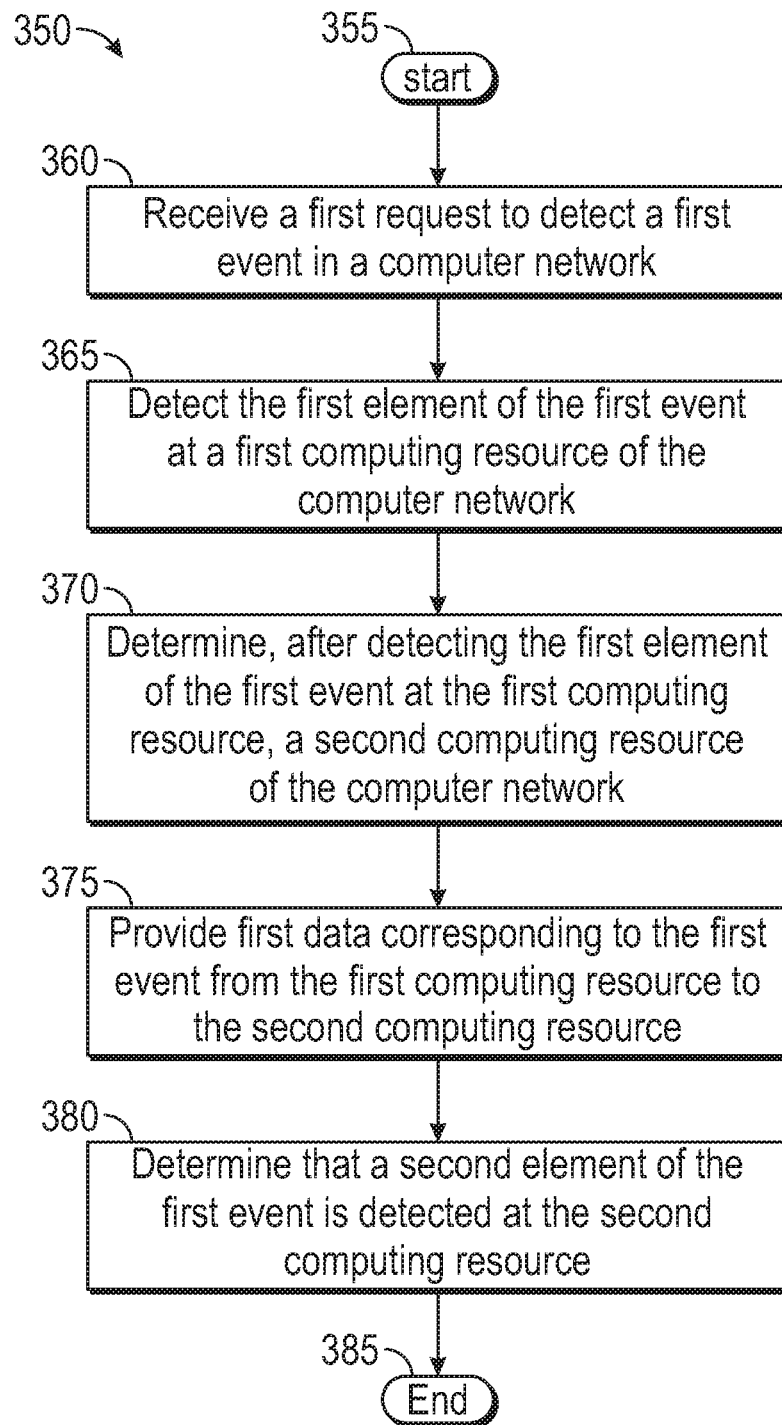 350
355
start
360
Receive a first request to detect a first
event in a computer network
365
Detect the first element of the first event
at a first computing resource of the
computer network
370
Determine, after detecting the first element
of the first event at the first computing
resource, a second computing resource
of the computer network
375
Provide first data corresponding to the first
event from the first computing resource to
the second computing resource
380
Determine that a second element of the
first event is detected at the second
computing resource
385
End